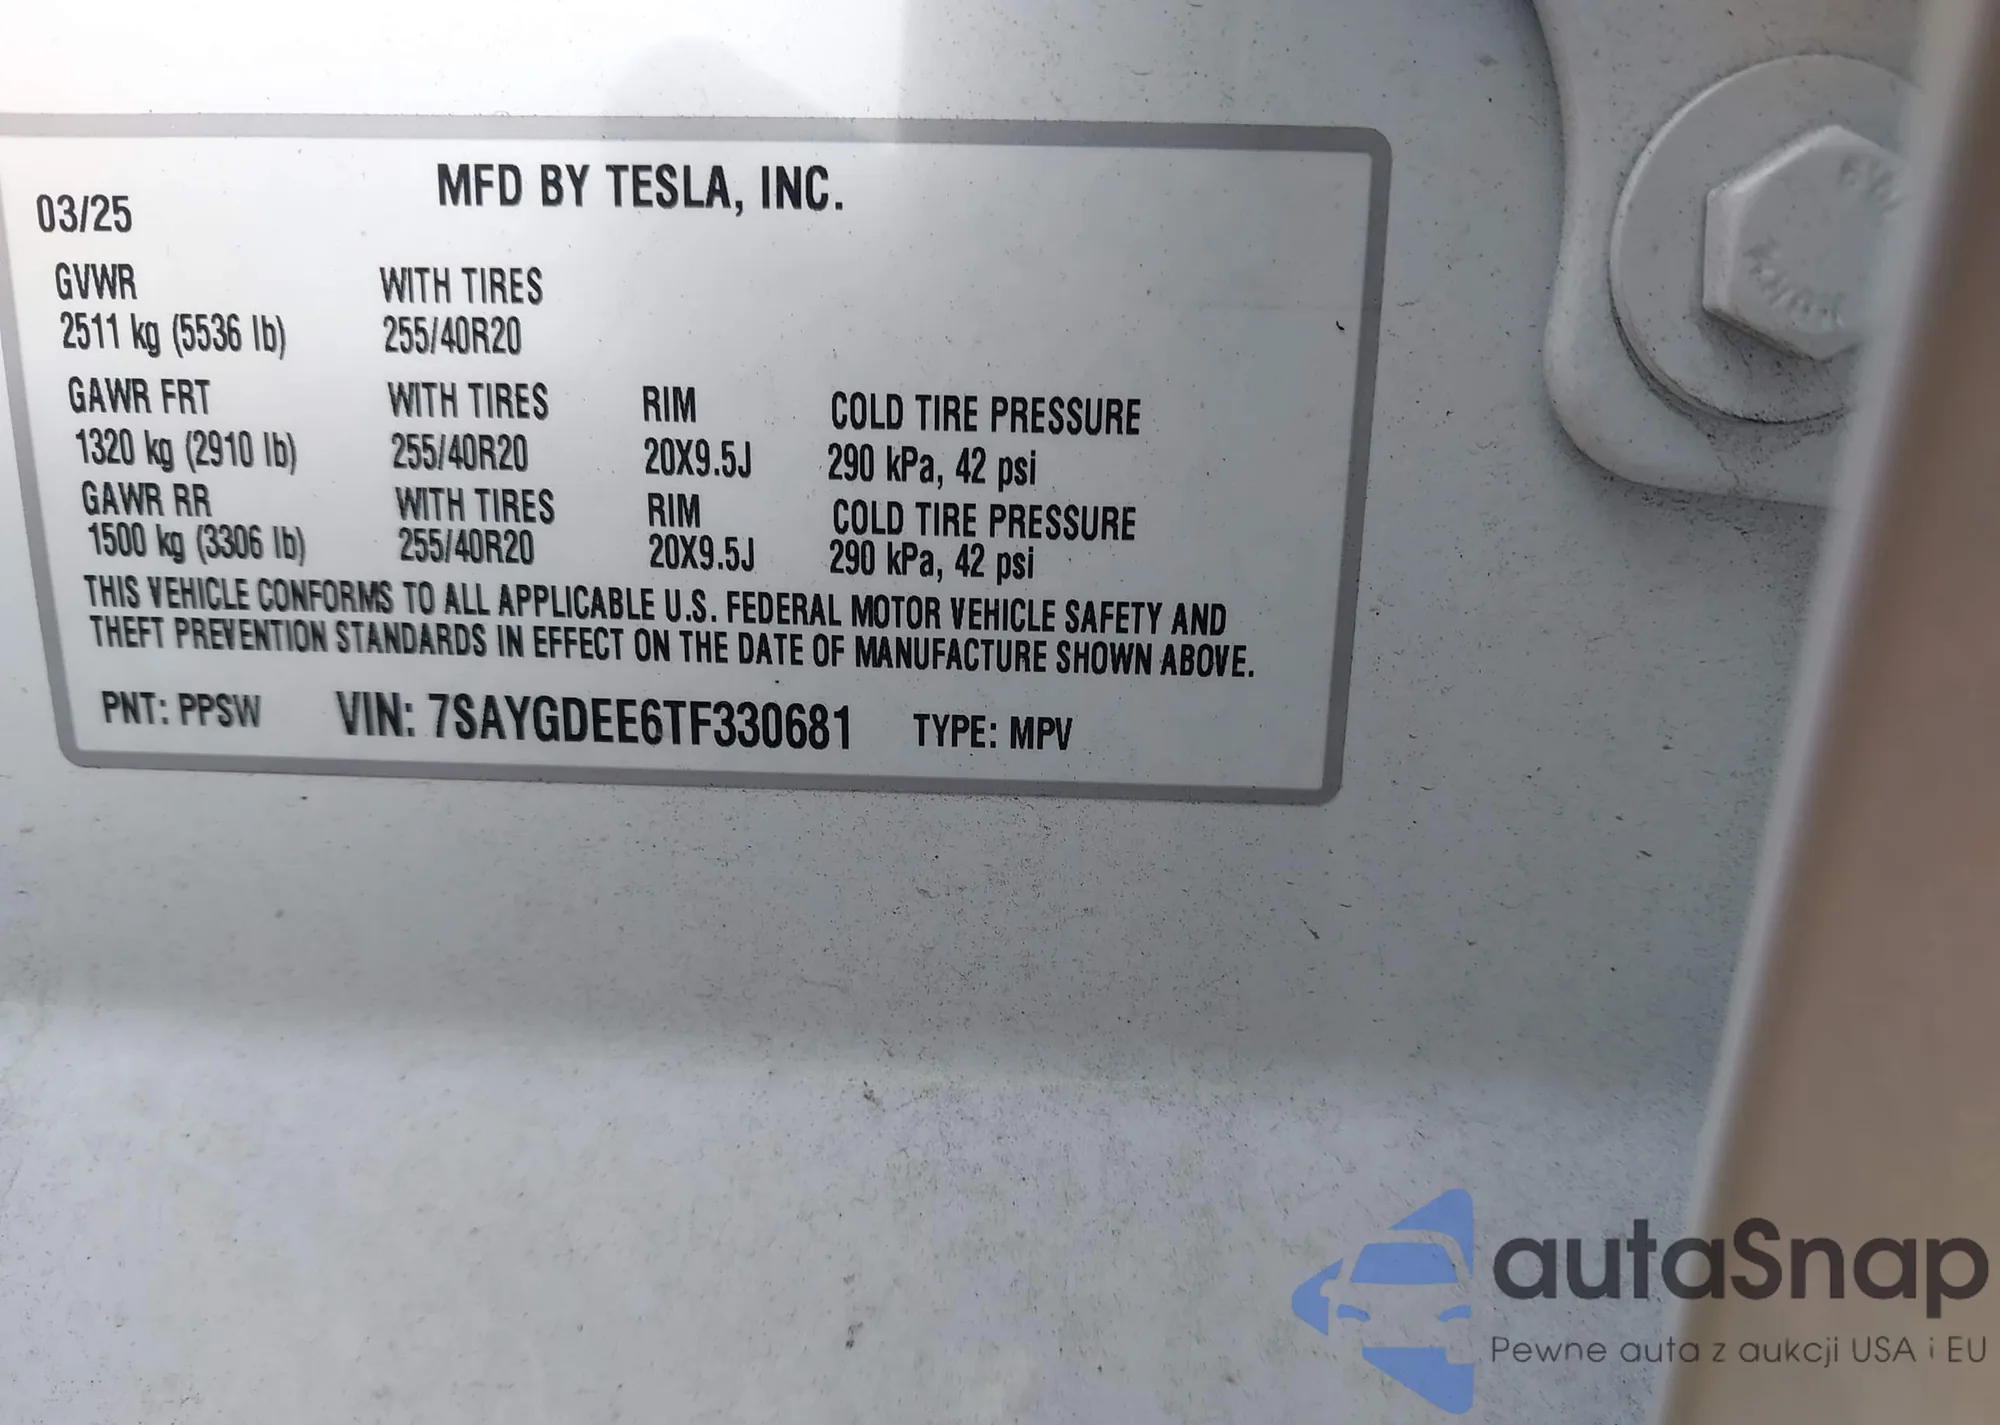 MFD BY TESLA, INC.
03/25
GVWR WITH TIRES
2511 kg (5536 lb) 255/40R20
GAWR FRT WITH TIRES RIM COLD TIRE PRESSURE
1320 kg (2910 lb) 255/40R20 20X9.5J 290 kPa, 42 psi
GAWR RR WITH TIRES RIM COLD TIRE PRESSURE
1500 kg (3306 lb) 255/40R20 20X9.5J 290 kPa, 42 psi
THIS VEHICLE CONFORMS TO ALL APPLICABLE U.S. FEDERAL MOTOR VEHICLE SAFETY AND
THEFT PREVENTION STANDARDS IN EFFECT ON THE DATE OF MANUFACTURE SHOWN ABOVE.
PNT: PPSW VIN: 7SAYGDEE6TF330681 TYPE: MPV
autaSnap
Pewne auta z aukcji USA i EU